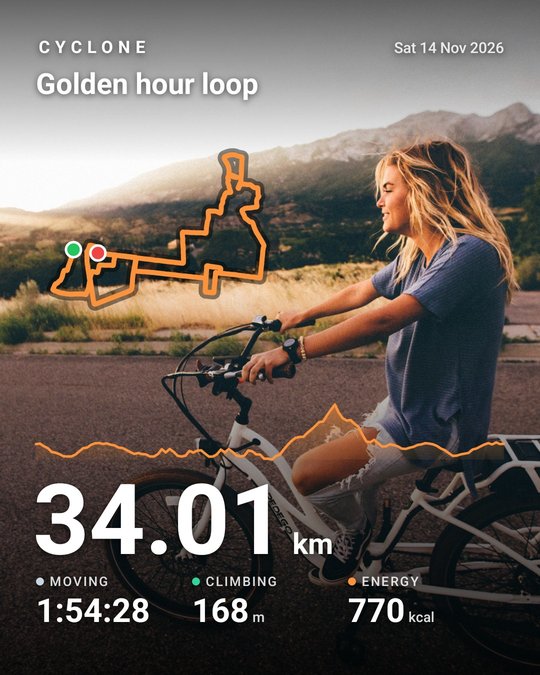 CYCLONE
Sat 14 Nov 2026
Golden hour loop
34.01 km
MOVING
CLIMBING
ENERGY
1:54:28
168 m
770 kcal